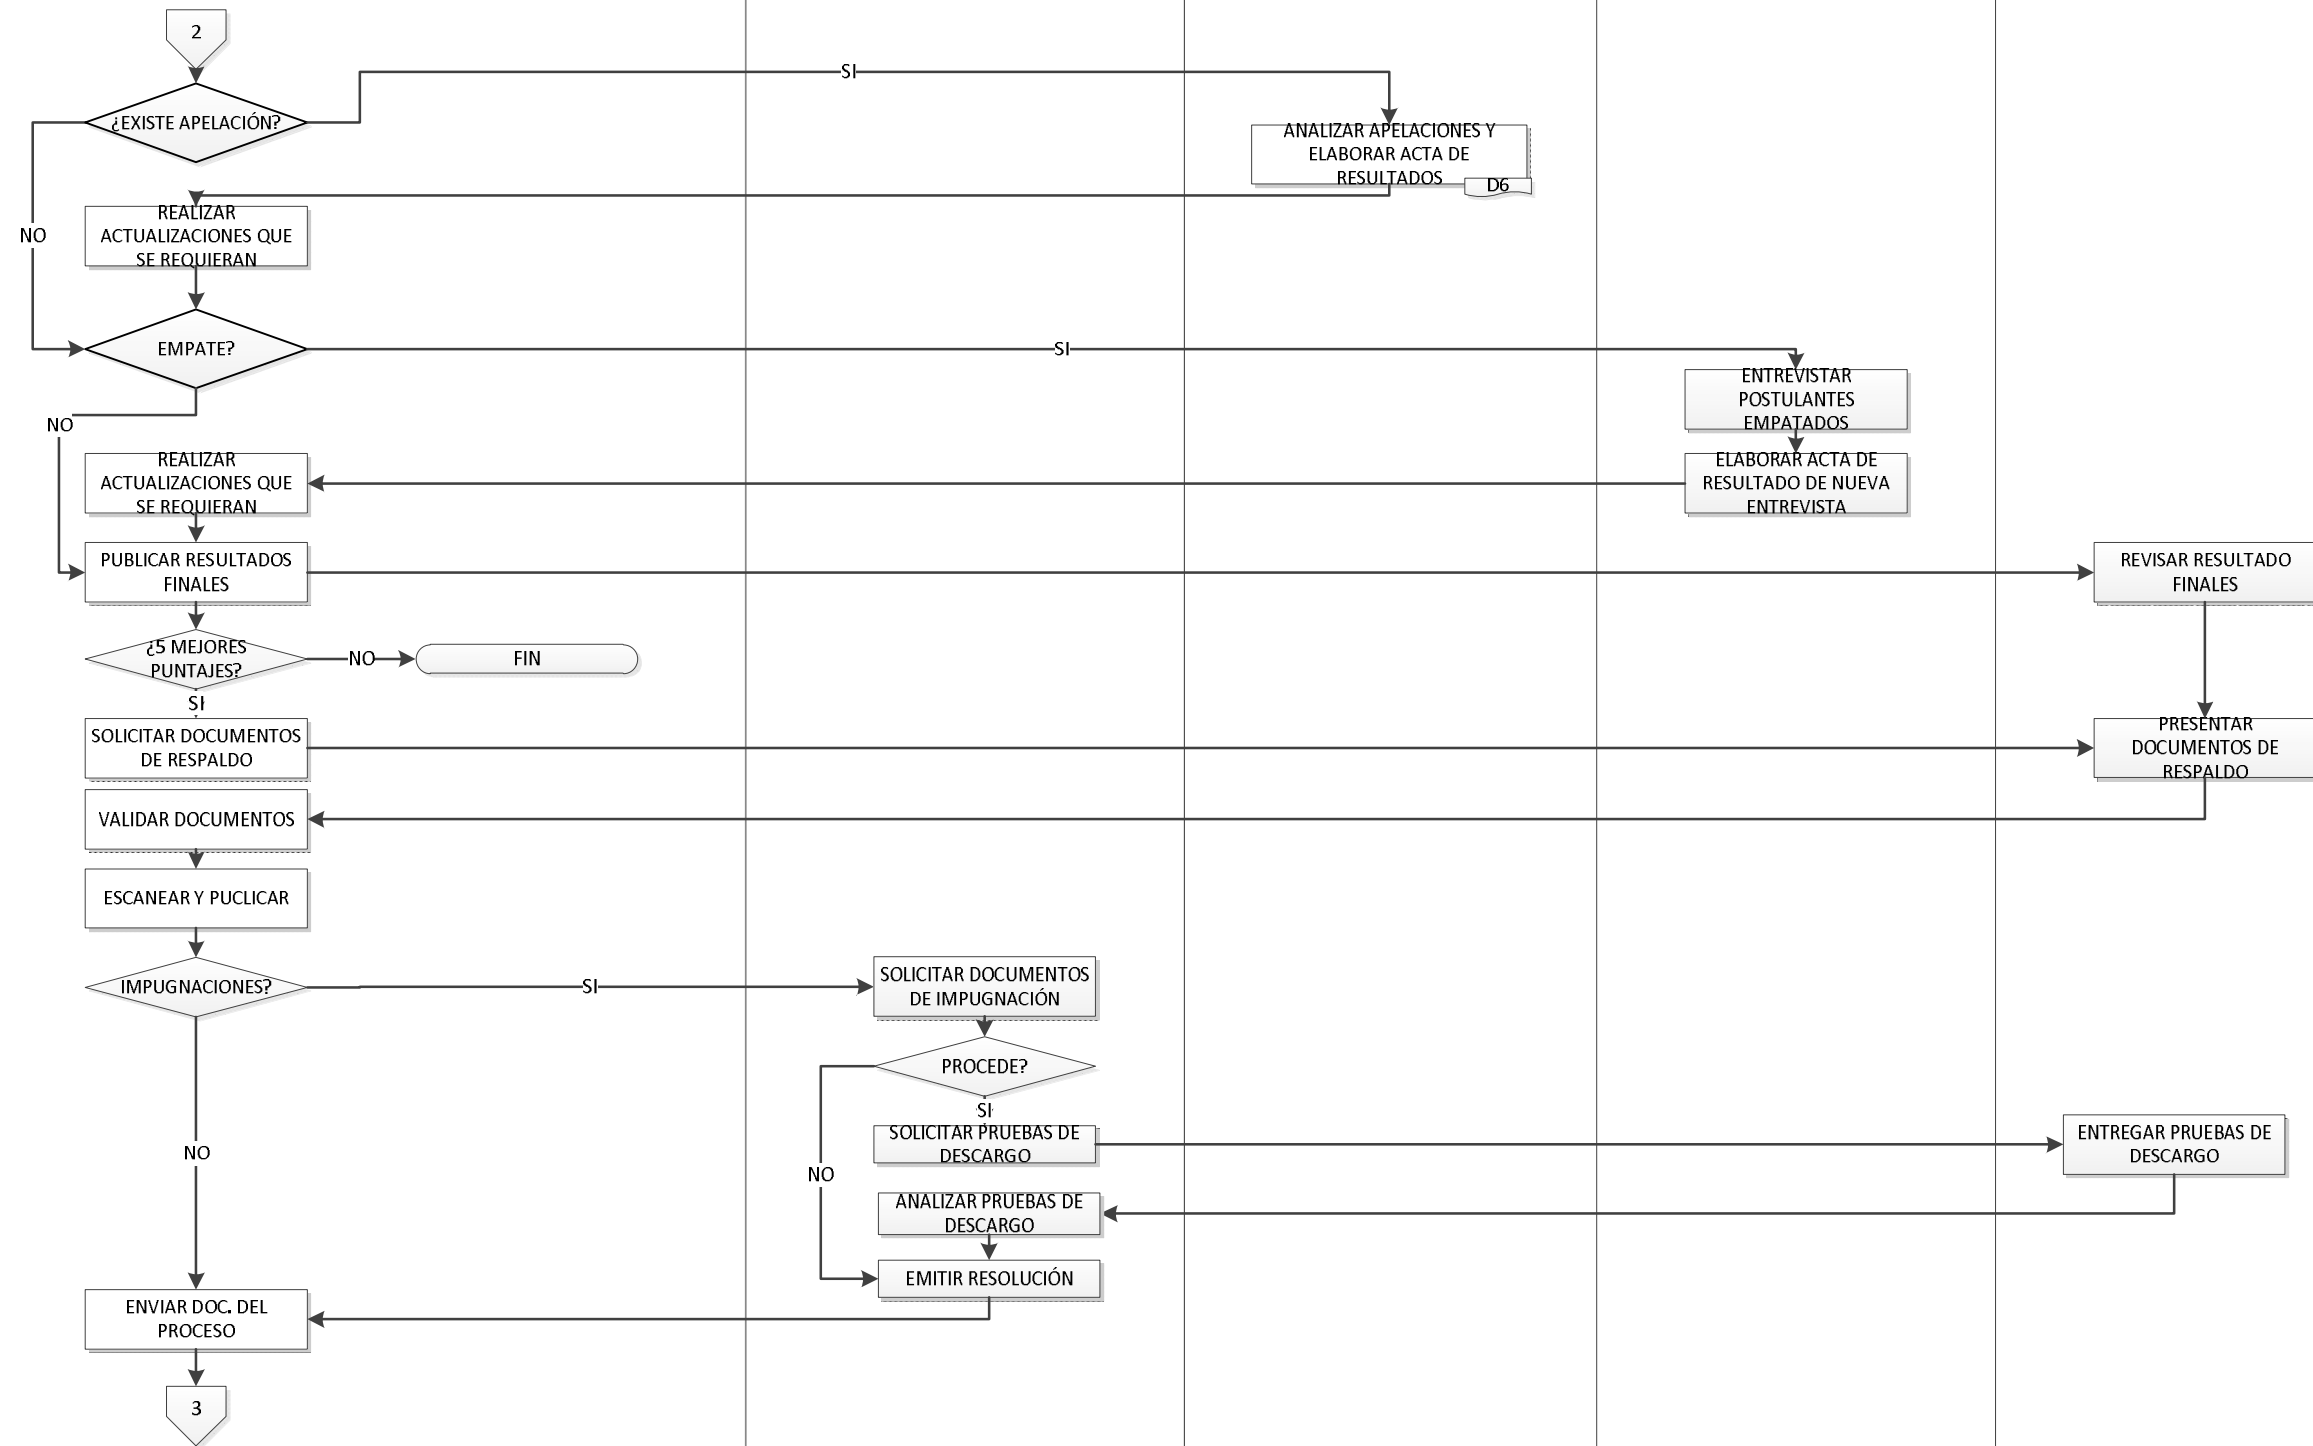 2
SI
¿EXISTE APELACIÓN?
ANALIZAR APELACIONES Y
ELABORAR ACTA DE
RESULTADOS
D6
REALIZAR
ACTUALIZACIONES QUE
SE REQUIERAN
NO
EMPATE?
SI
ENTREVISTAR
POSTULANTES
EMPATADOS
NO
REALIZAR
ACTUALIZACIONES QUE
SE REQUIERAN
ELABORAR ACTA DE
RESULTADO DE NUEVA
ENTREVISTA
PUBLICAR RESULTADOS
FINALES
REVISAR RESULTADO
FINALES
¿5 MEJORES
PUNTAJES?
NO
FIN
SI
SOLICITAR DOCUMENTOS
DE RESPALDO
PRESENTAR
DOCUMENTOS DE
RESPALDO
VALIDAR DOCUMENTOS
ESCANEAR Y PUCLICAR
IMPUGNACIONES?
SI
SOLICITAR DOCUMENTOS
DE IMPUGNACIÓN
PROCEDE?
SI
SOLICITAR PRUEBAS DE
DESCARGO
ENTREGAR PRUEBAS DE
DESCARGO
NO
NO
ANALIZAR PRUEBAS DE
DESCARGO
EMITIR RESOLUCIÓN
ENVIAR DOC. DEL
PROCESO
3